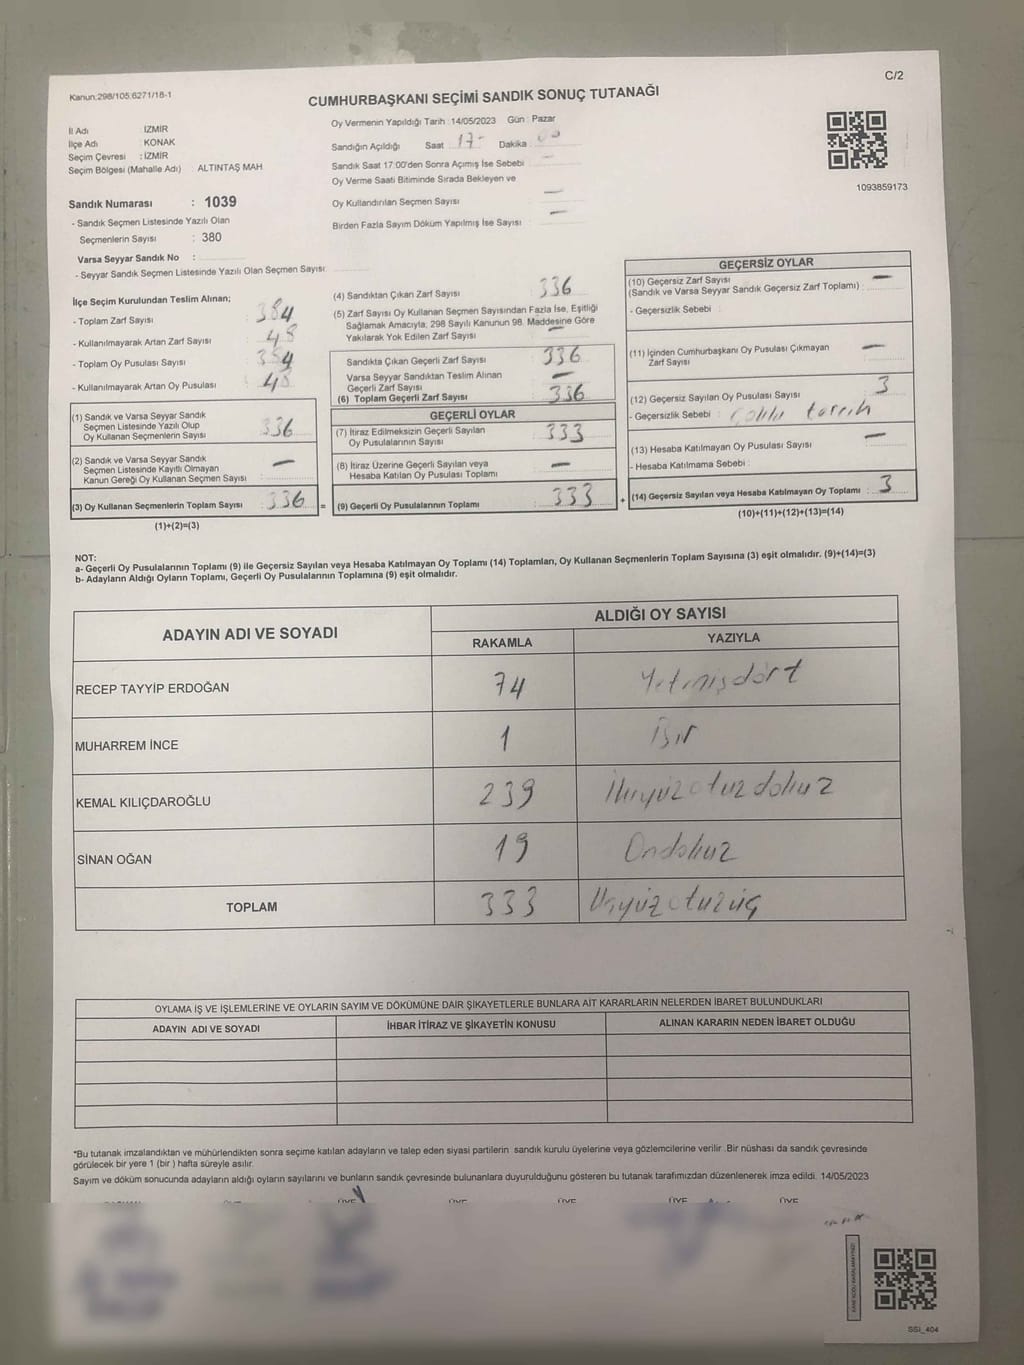 Kanun:298/105:6271/18-1
C/2
CUMHURBAŞKANI SEÇİMİ SANDIK SONUÇ TUTANAĞI
İl Adı : İZMİR
İlçe Adı : KONAK
Seçim Çevresi : İZMİR
Seçim Bölgesi (Mahalle Adı) : ALTINTAŞ MAH
Sandık Numarası : 1039
- Sandık Seçmen Listesinde Yazılı Olan
Seçmenlerin Sayısı : 380
Varsa Seyyar Sandık No :
- Seyyar Sandık Seçmen Listesinde Yazılı Olan Seçmen Sayısı
Oy Vermenin Yapıldığı Tarih : 14/05/2023 Gün : Pazar
Sandığın Açıldığı Saat 17- Dakika 00
Sandık Saat 17:00'den Sonra Açımış İse Sebebi —
Oy Verme Saati Bitiminde Sırada Bekleyen ve
Oy Kullandırılan Seçmen Sayısı —
Birden Fazla Sayım Döküm Yapılmış İse Sayısı —
1093859173
İlçe Seçim Kurulundan Teslim Alınan;
- Toplam Zarf Sayısı : 384
- Kullanılmayarak Artan Zarf Sayısı : 48
- Toplam Oy Pusulası Sayısı : 384
- Kullanılmayarak Artan Oy Pusulası : 48
(1) Sandık ve Varsa Seyyar Sandık
Seçmen Listesinde Yazılı Olup
Oy Kullanan Seçmenlerin Sayısı : 336
(2) Sandık ve Varsa Seyyar Sandık
Seçmen Listesinde Kayıtlı Olmayan
Kanun Gereği Oy Kullanan Seçmen Sayısı : —
(3) Oy Kullanan Seçmenlerin Toplam Sayısı : 336 =
(1)+(2)=(3)
(4) Sandıktan Çıkan Zarf Sayısı : 336
(5) Zarf Sayısı Oy Kullanan Seçmen Sayısından Fazla İse, Eşitliği
Sağlamak Amacıyla, 298 Sayılı Kanunun 98. Maddesine Göre
Yakılarak Yok Edilen Zarf Sayısı : —
Sandıkta Çıkan Geçerli Zarf Sayısı : 336
Varsa Seyyar Sandıktan Teslim Alınan
Geçerli Zarf Sayısı : —
(6) Toplam Geçerli Zarf Sayısı : 336
GEÇERLİ OYLAR
(7) İtiraz Edilmeksizin Geçerli Sayılan
Oy Pusulalarının Sayısı : 333
(8) İtiraz Üzerine Geçerli Sayılan veya
Hesaba Katılan Oy Pusulası Toplamı : —
(9) Geçerli Oy Pusulalarının Toplamı : 333 +
GEÇERSİZ OYLAR
(10) Geçersiz Zarf Sayısı
(Sandık ve Varsa Seyyar Sandık Geçersiz Zarf Toplamı) : —
- Geçersizlik Sebebi :
(11) İçinden Cumhurbaşkanı Oy Pusulası Çıkmayan
Zarf Sayısı : —
(12) Geçersiz Sayılan Oy Pusulası Sayısı : 3
- Geçersizlik Sebebi : tercih
(13) Hesaba Katılmayan Oy Pusulası Sayısı : —
- Hesaba Katılmama Sebebi :
(14) Geçersiz Sayılan veya Hesaba Katılmayan Oy Toplamı : 3
(10)+(11)+(12)+(13)=(14)
NOT:
a- Geçerli Oy Pusulalarının Toplamı (9) ile Geçersiz Sayılan veya Hesaba Katılmayan Oy Toplamı (14) Toplamları, Oy Kullanan Seçmenlerin Toplam Sayısına (3) eşit olmalıdır. (9)+(14)=(3)
b- Adayların Aldığı Oyların Toplamı, Geçerli Oy Pusulalarının Toplamına (9) eşit olmalıdır.
ADAYIN ADI VE SOYADI
ALDIĞI OY SAYISI
RAKAMLA YAZIYLA
RECEP TAYYİP ERDOĞAN 74 Yetmişdört
MUHARREM İNCE 1 Bir
KEMAL KILIÇDAROĞLU 239 İkiyüzotuzdokuz
SİNAN OĞAN 19 Ondokuz
TOPLAM 333 Üçyüzotuzüç
OYLAMA İŞ VE İŞLEMLERİNE VE OYLARIN SAYIM VE DÖKÜMÜNE DAİR ŞİKAYETLERLE BUNLARA AİT KARARLARIN NELERDEN İBARET BULUNDUKLARI
ADAYIN ADI VE SOYADI İHBAR İTİRAZ VE ŞİKAYETİN KONUSU ALINAN KARARIN NEDEN İBARET OLDUĞU
*Bu tutanak imzalandıktan ve mühürlendikten sonra seçime katılan adayların ve talep eden siyasi partilerin sandık kurulu üyelerine veya gözlemcilerine verilir .Bir nüshası da sandık çevresinde
görülecek bir yere 1 (bir ) hafta süreyle asılır.
Sayım ve döküm sonucunda adayların aldığı oyların sayılarını ve bunların sandık çevresinde bulunanlara duyurulduğunu gösteren bu tutanak tarafımızdan düzenlenerek imza edildi. 14/05/2023
ÜYE ÜYE ÜYE ÜYE ÜYE
SSI_404